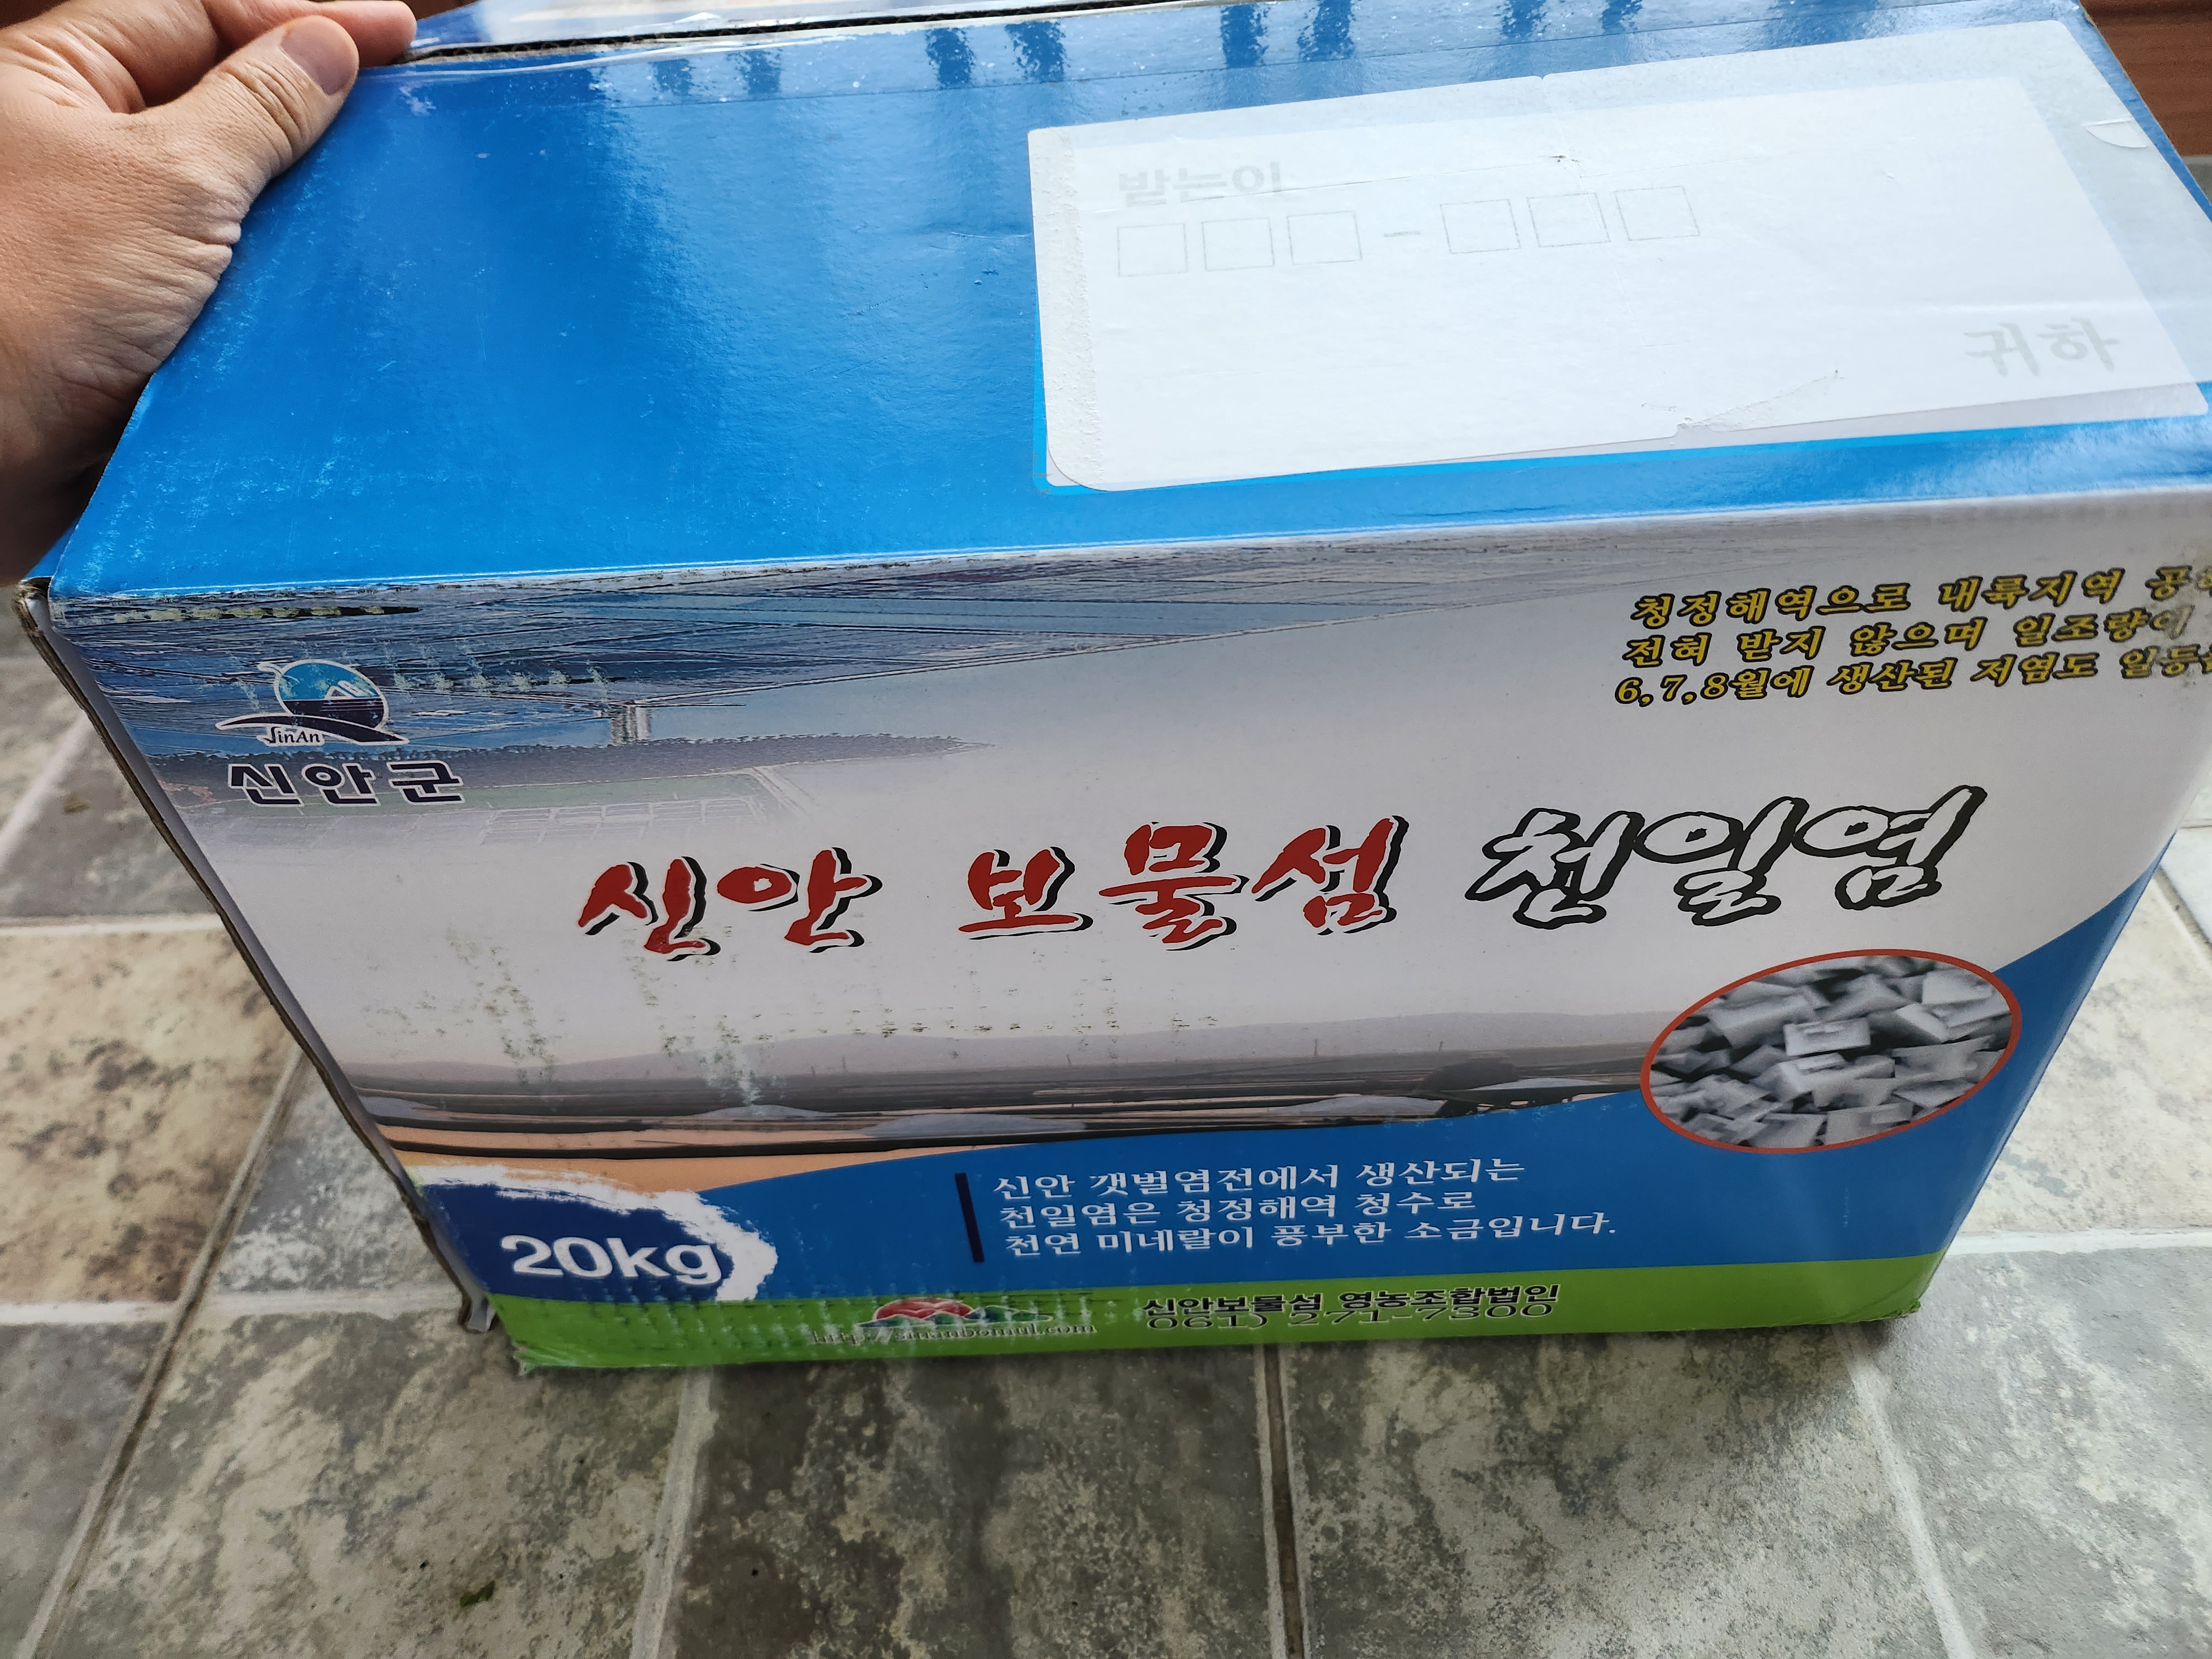 받는이
귀하
청정해역으로 내륙지역
전혀 받지 않으며 일조량에
6,7,8월에 생산된 저염도
SinAn
신안군
신안 보물섬 천일염
20kg
신안 갯벌염전에서 생산되는
천일염은 청정해역 청수로
천연 미네랄이 풍부한 소금입니다.
신안보물섬 영농조합법인
http://sinanbomul.com 061) 271-7300